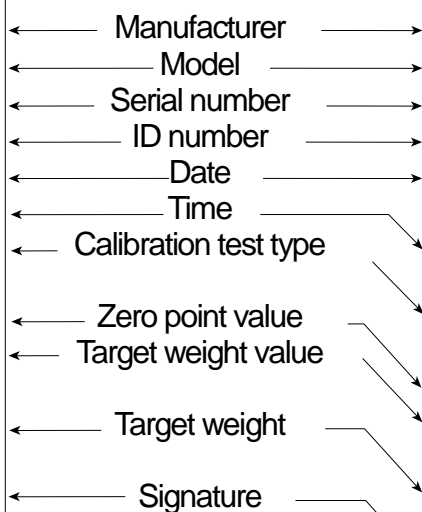 Manufacturer
Model
Serial number
ID number
Date
Time
Calibration test type
Zero point value
Target weight value
Target weight
Signature